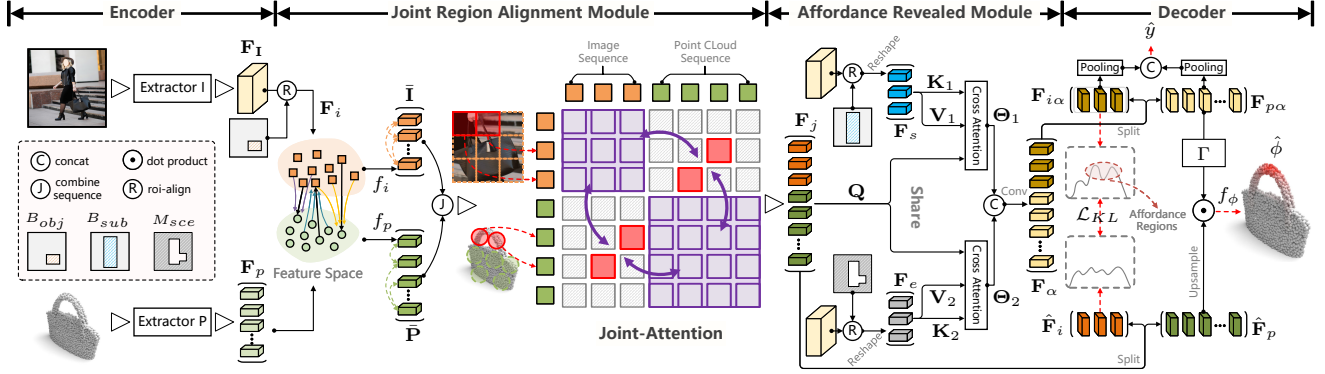 Encoder
Joint Region Alignment Module
Affordance Revealed Module
Decoder
F_I
Extractor I
R
F_i
C concat
dot product
J combine sequence
R roi-align
B_obj
B_sub
M_sce
Extractor P
F_p
Feature Space
f_i
f_p
Ī
P̄
J
Image
Sequence
Point CLoud
Sequence
Joint-Attention
F_j
Q
Share
R
Reshape
F_s
K_1
V_1
Cross Attention
Θ_1
C
Conv
R
Reshape
F_e
V_2
K_2
Cross Attention
Θ_2
F_α
ŷ
Pooling
C
Pooling
F_iα
F_pα
Split
Γ
L_KL
Affordance
Regions
f_ϕ
ϕ̂
Upsample
F̂_i
F̂_p
Split